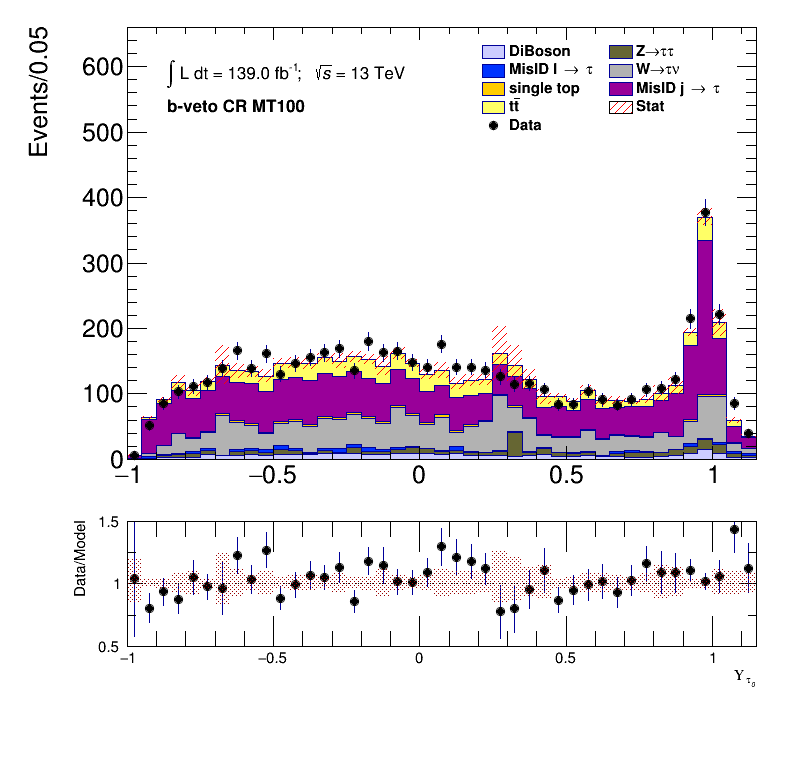 Events/0.05
600
500
400
300
200
100
0
∫ L dt = 139.0 fb⁻¹; √s = 13 TeV
b-veto CR MT100
DiBoson
MisID l → τ
single top
tt̄
Data
Z→ττ
W→τν
MisID j → τ
Stat
−1 −0.5 0 0.5 1
Data/Model
1.5
1
0.5
−1 −0.5 0 0.5 1
Υτ₀